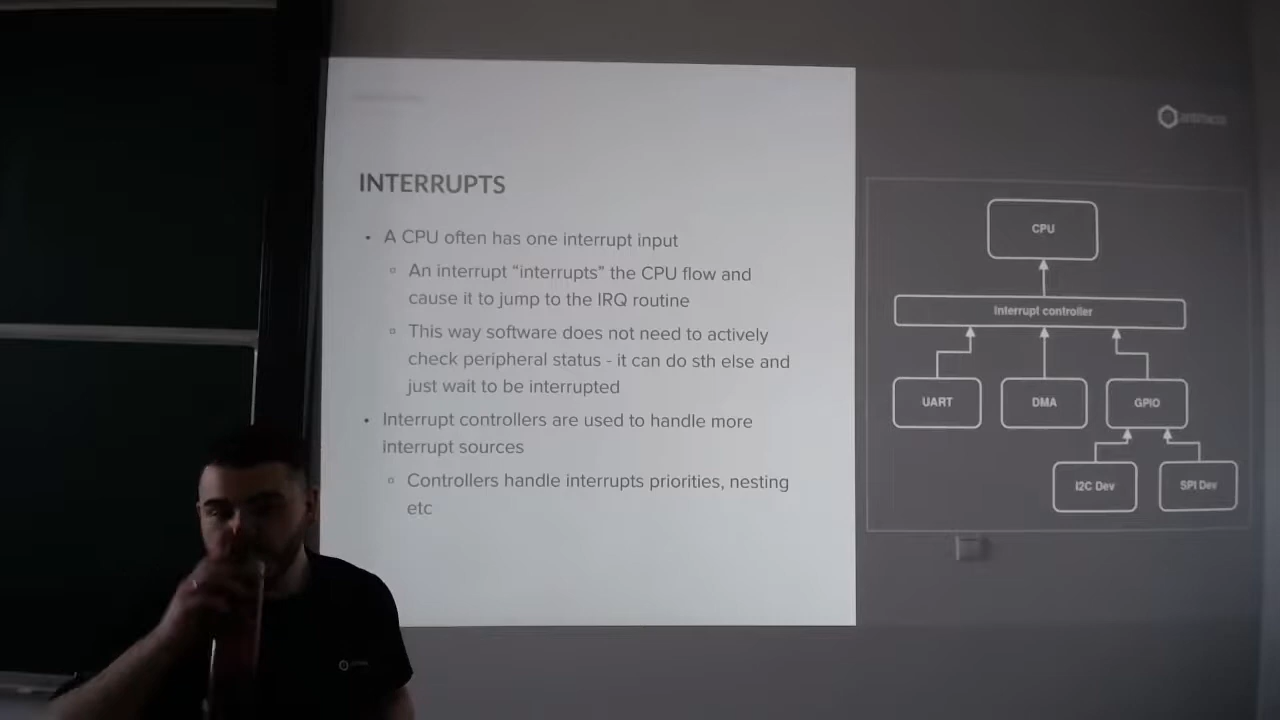 INTERRUPTS
• A CPU often has one interrupt input
▫ An interrupt “interrupts” the CPU flow and
cause it to jump to the IRQ routine
▫ This way software does not need to actively
check peripheral status - it can do sth else and
just wait to be interrupted
• Interrupt controllers are used to handle more
interrupt sources
▫ Controllers handle interrupts priorities, nesting
etc
CPU
Interrupt controller
UART
DMA
GPIO
I2C Dev
SPI Dev